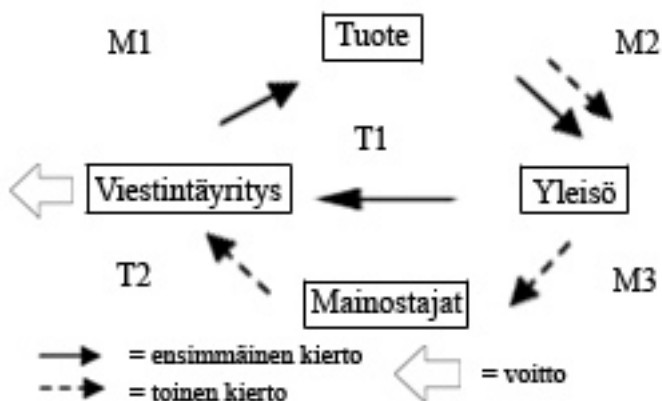 M1
Tuote
M2
T1
Viestintäyritys
Yleisö
T2
Mainostajat
M3
= ensimmäinen kierto
= toinen kierto
= voitto